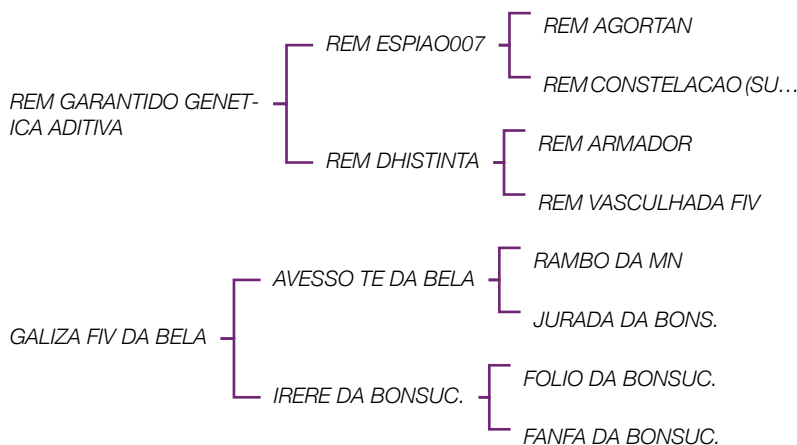 REM AGORTAN
REM ESPIAO007
REM CONSTELACAO (SU…
REM GARANTIDO GENET-
ICA ADITIVA
REM ARMADOR
REM DHISTINTA
REM VASCULHADA FIV
RAMBO DA MN
AVESSO TE DA BELA
JURADA DA BONS.
GALIZA FIV DA BELA
FOLIO DA BONSUC.
IRERE DA BONSUC.
FANFA DA BONSUC.